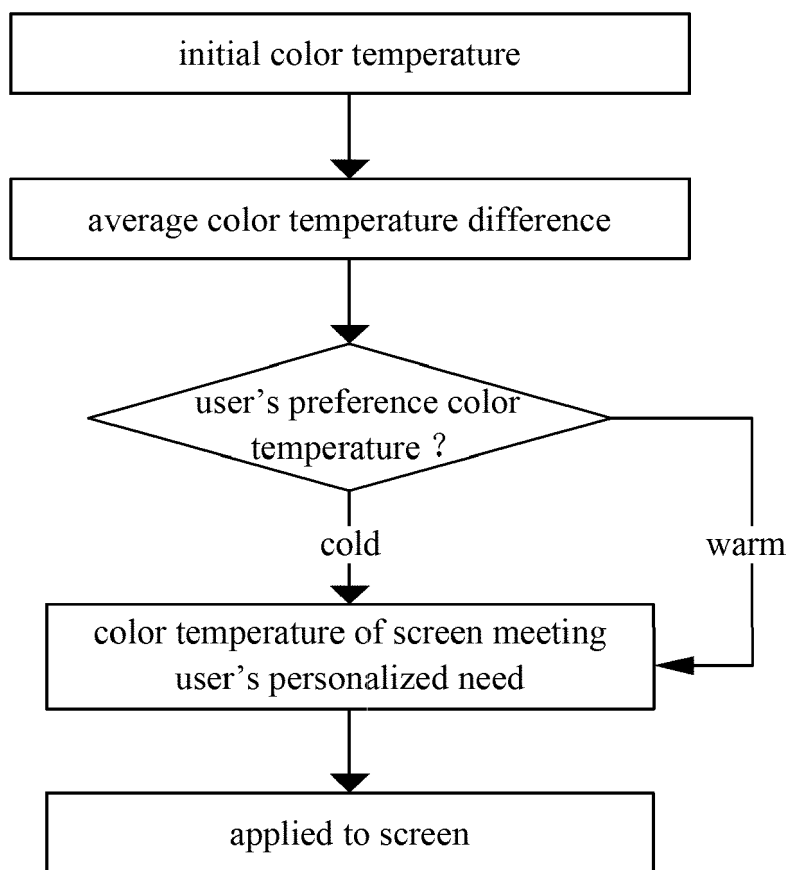 initial color temperature
average color temperature difference
user’s preference color
temperature ?
cold
warm
color temperature of screen meeting
user’s personalized need
applied to screen